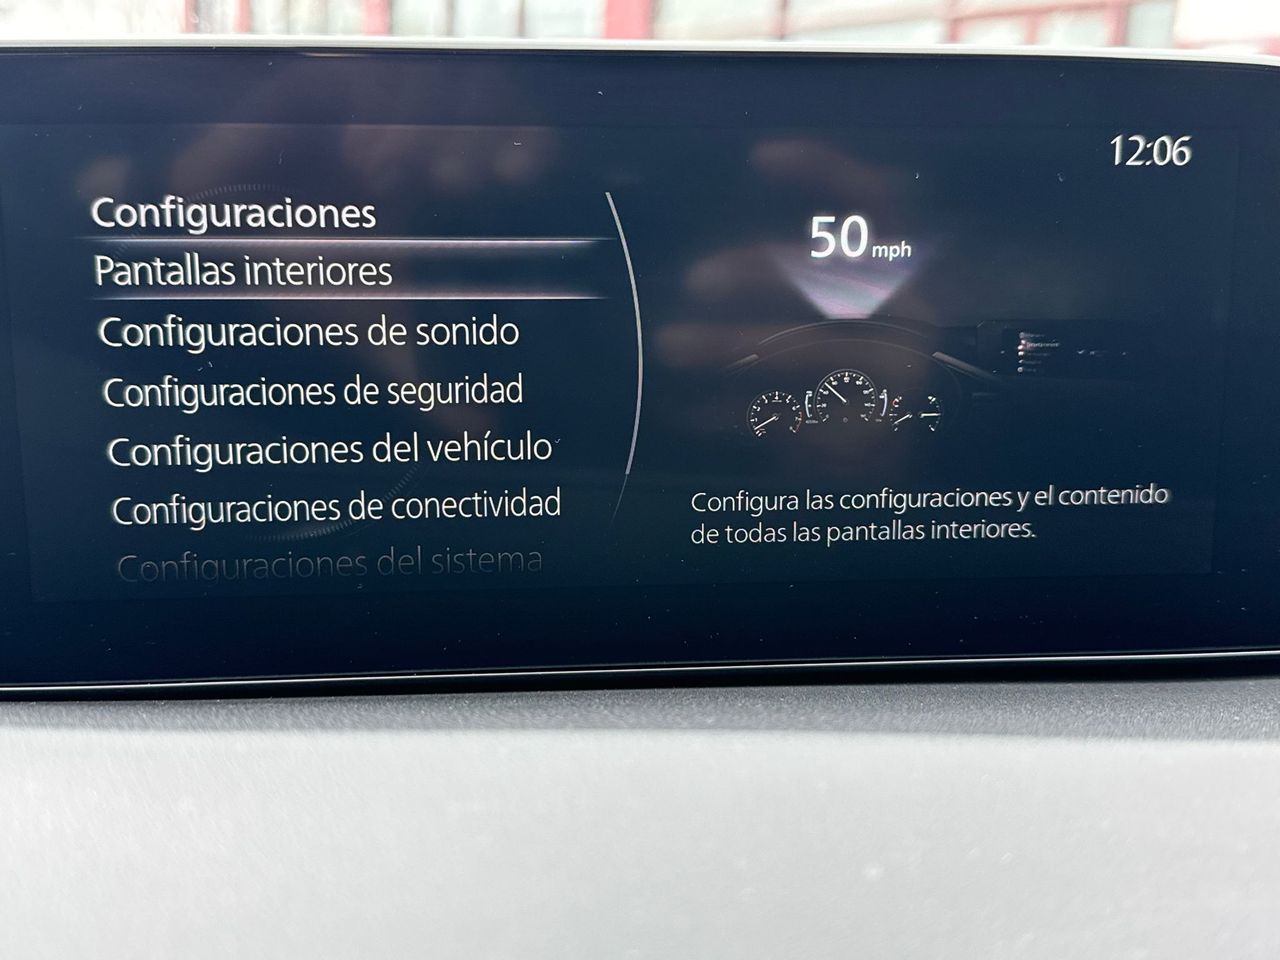 12:06
Configuraciones
Pantallas interiores
Configuraciones de sonido
Configuraciones de seguridad
Configuraciones del vehículo
Configuraciones de conectividad
Configuraciones del sistema
50 mph
Configura las configuraciones y el contenido
de todas las pantallas interiores.